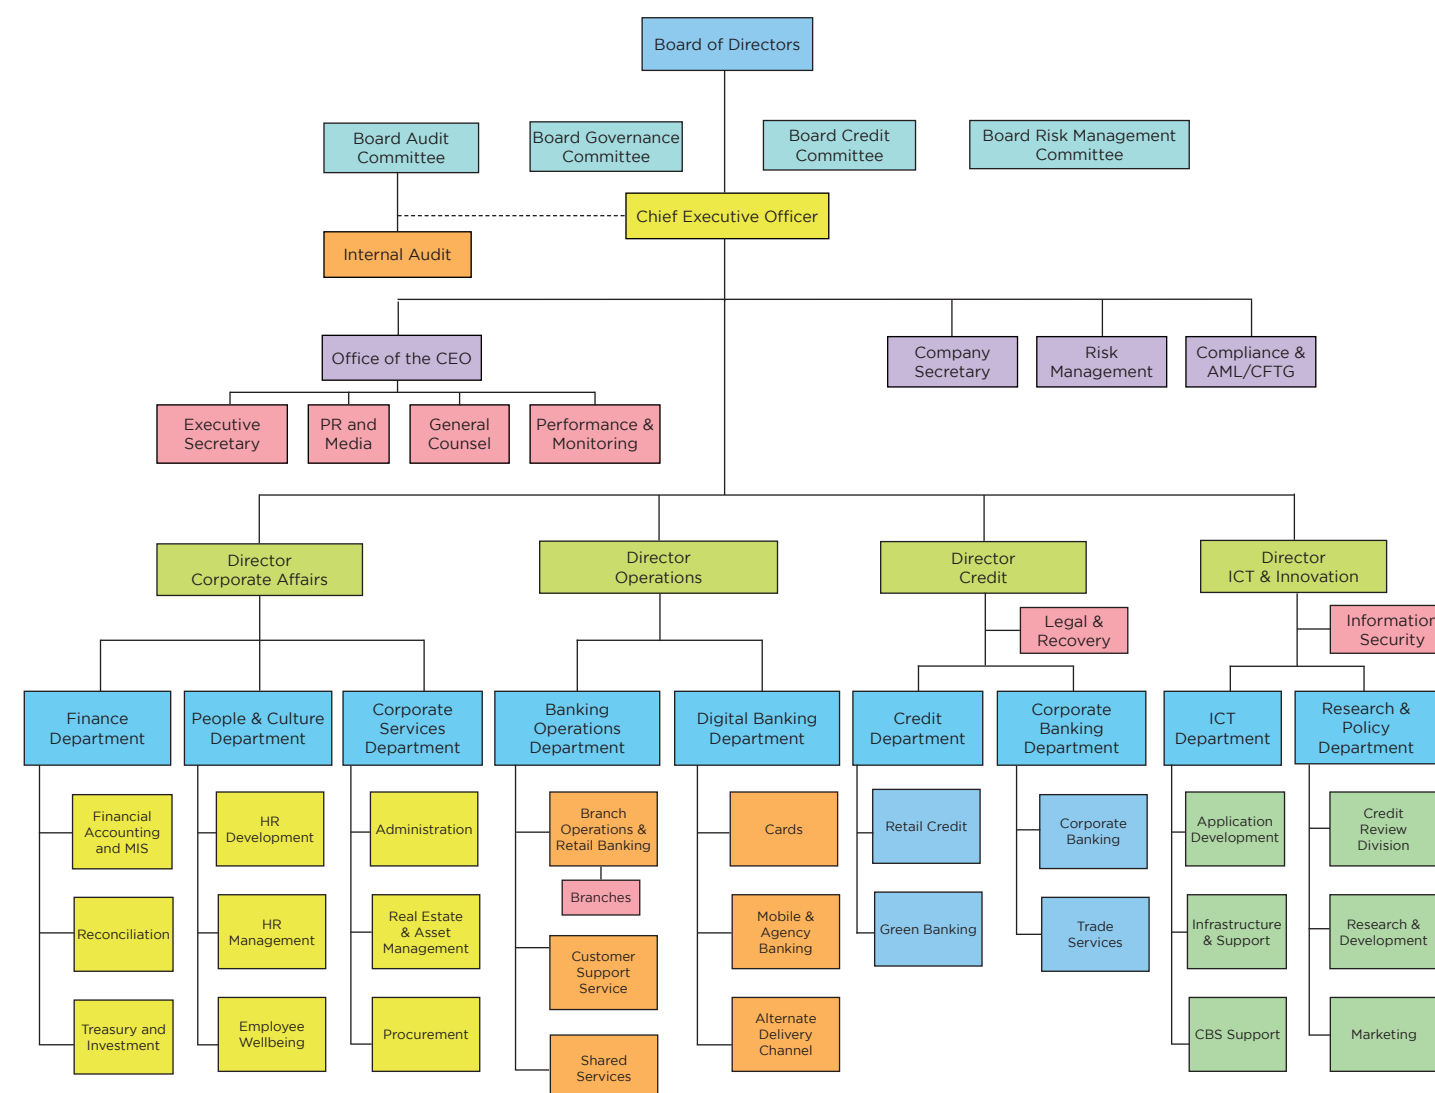 Board of Directors
Board Audit
Committee
Board Governance
Committee
Board Credit
Committee
Board Risk Management
Committee
Chief Executive Officer
Internal Audit
Office of the CEO
Company
Secretary
Risk
Management
Compliance &
AML/CFTG
Executive
Secretary
PR and
Media
General
Counsel
Performance &
Monitoring
Director
Corporate Affairs
Director
Operations
Director
Credit
Director
ICT & Innovation
Legal &
Recovery
Information
Security
Finance
Department
People & Culture
Department
Corporate
Services
Department
Banking
Operations
Department
Digital Banking
Department
Credit
Department
Corporate
Banking
Department
ICT
Department
Research &
Policy
Department
Financial
Accounting
and MIS
HR
Development
Administration
Branch
Operations &
Retail Banking
Branches
Cards
Retail Credit
Corporate
Banking
Application
Development
Credit
Review
Division
Reconciliation
HR
Management
Real Estate
& Asset
Management
Customer
Support
Service
Mobile &
Agency
Banking
Green Banking
Trade
Services
Infrastructure
& Support
Research &
Development
Treasury and
Investment
Employee
Wellbeing
Procurement
Shared
Services
Alternate
Delivery
Channel
CBS Support
Marketing